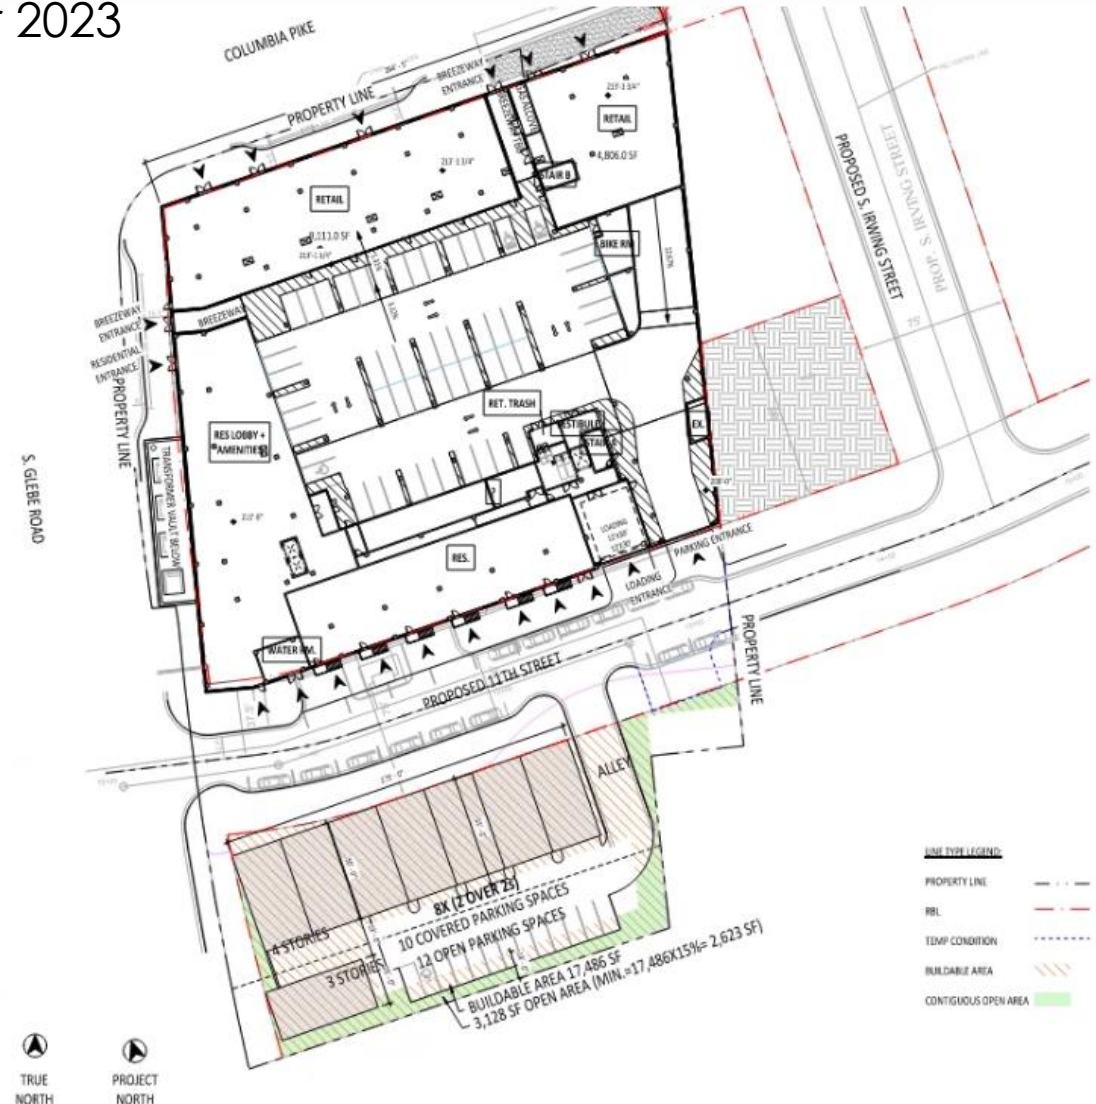 2023
COLUMBIA PIKE
PROPERTY LINE
BREEZEWAY
ENTRANCE
RETAIL
4,806.0 SF
STAIR B
RETAIL
BIKE RM
BREEZEWAY
ENTRANCE
BREEZEWAY
RESIDENTIAL
ENTRANCE
PROPERTY LINE
S. GLEBE ROAD
TRANSFORMER VAULT BELOW
RES LOBBY +
AMENITIES
RET. TRASH
EX.
LOADING
RES.
WATER RM.
PARKING ENTRANCE
LOADING
ENTRANCE
PROPOSED S. IRWING STREET
PROP. S. IRVING STREET
PROPOSED 11TH STREET
PROPERTY LINE
ALLEY
175'-0"
8X (2 OVER 2s)
10 COVERED PARKING SPACES
12 OPEN PARKING SPACES
4 STORIES
3 STORIES
BUILDABLE AREA 17,486 SF
3,128 SF OPEN AREA (MIN.=17,486X15%= 2,623 SF)
LINE TYPE LEGEND:
PROPERTY LINE
RBL
TEMP CONDITION
BUILDABLE AREA
CONTIGUOUS OPEN AREA
TRUE
NORTH
PROJECT
NORTH